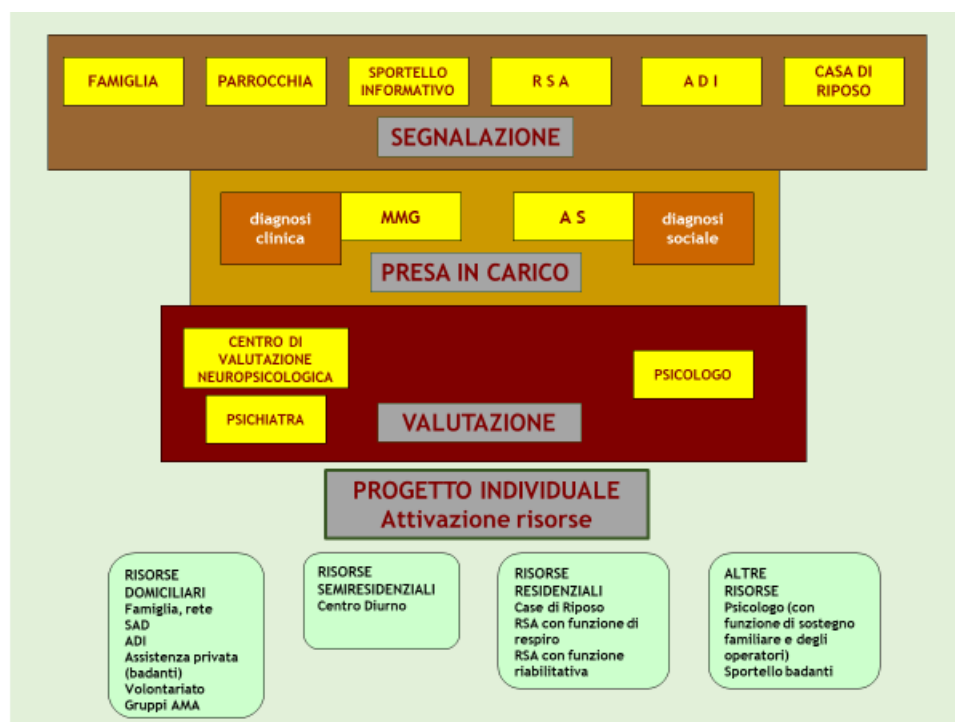 FAMIGLIA
PARROCCHIA
SPORTELLO
INFORMATIVO
R S A
A D I
CASA DI
RIPOSO
SEGNALAZIONE
diagnosi
clinica
MMG
A S
diagnosi
sociale
PRESA IN CARICO
CENTRO DI
VALUTAZIONE
NEUROPSICOLOGICA
PSICOLOGO
PSICHIATRA
VALUTAZIONE
PROGETTO INDIVIDUALE
Attivazione risorse
RISORSE
DOMICILIARI
Famiglia, rete
SAD
ADI
Assistenza privata
(badanti)
Volontariato
Gruppi AMA
RISORSE
SEMIRESIDENZIALI
Centro Diurno
RISORSE
RESIDENZIALI
Case di Riposo
RSA con funzione di
respiro
RSA con funzione
riabilitativa
ALTRE
RISORSE
Psicologo (con
funzione di sostegno
familiare e degli
operatori)
Sportello badanti